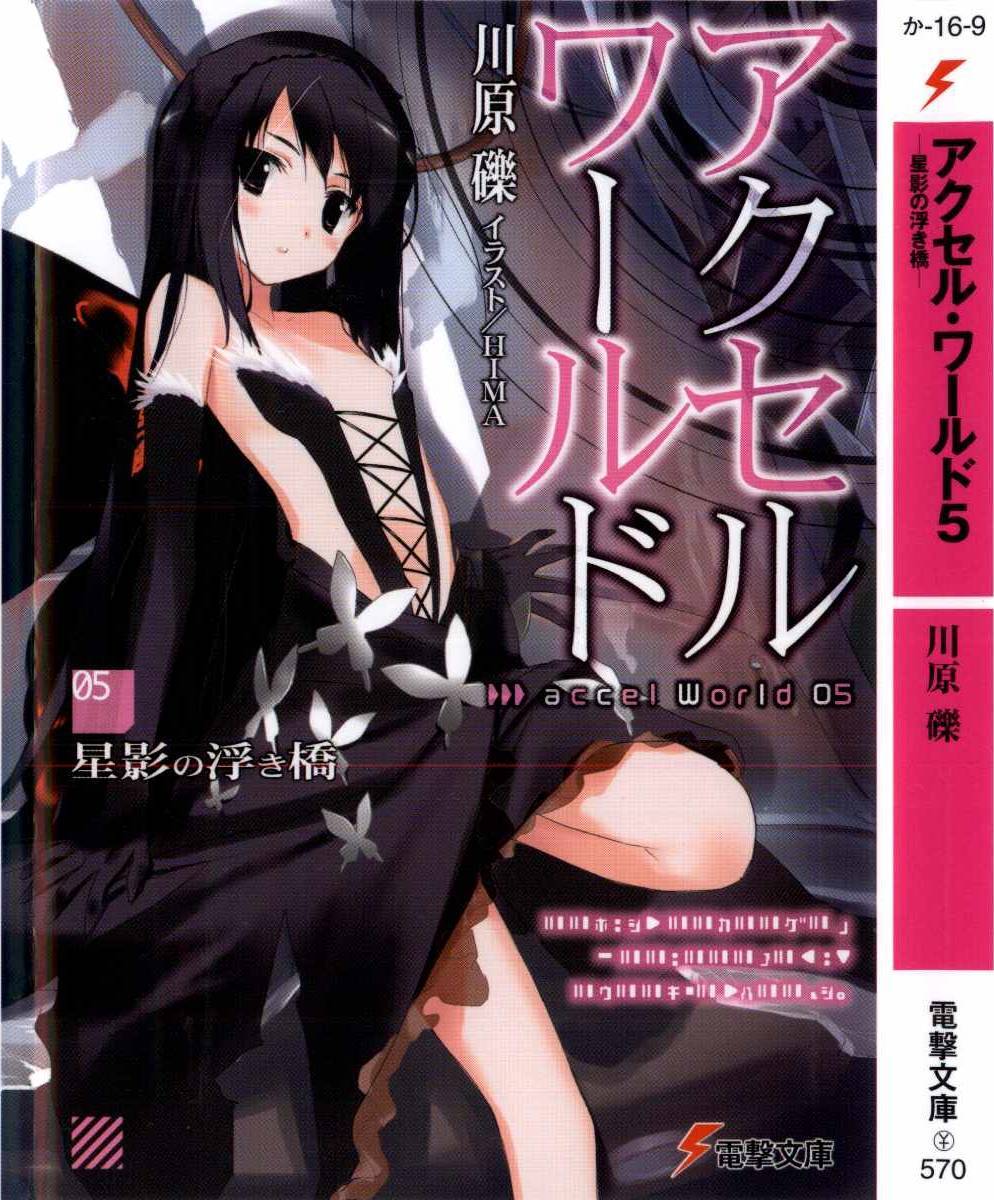 アクセル
ワールド
accel World 05
川原 礫
イラスト/HIMA
05
星影の浮き橋
電撃文庫
か-16-9
アクセル・ワールド5
―星影の浮き橋―
川原 礫
電撃文庫
¥
570